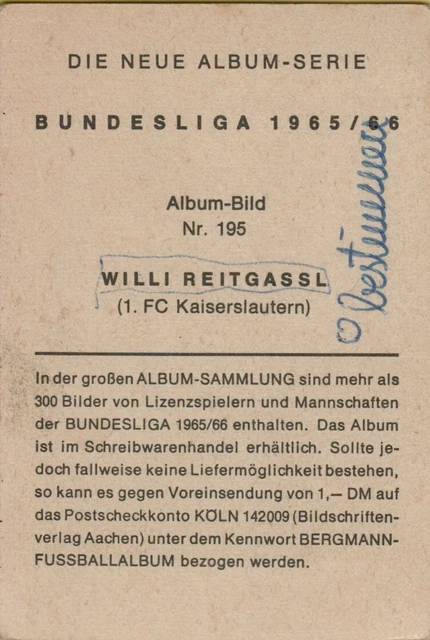 DIE NEUE ALBUM-SERIE
BUNDESLIGA 1965/66
Album-Bild
Nr. 195
WILLI REITGASSL
(1. FC Kaiserslautern)
In der großen ALBUM-SAMMLUNG sind mehr als
300 Bilder von Lizenzspielern und Mannschaften
der BUNDESLIGA 1965/66 enthalten. Das Album
ist im Schreibwarenhandel erhältlich. Sollte je-
doch fallweise keine Liefermöglichkeit bestehen,
so kann es gegen Voreinsendung von 1,— DM auf
das Postscheckkonto KÖLN 142009 (Bildschriften-
verlag Aachen) unter dem Kennwort BERGMANN-
FUSSBALLALBUM bezogen werden.